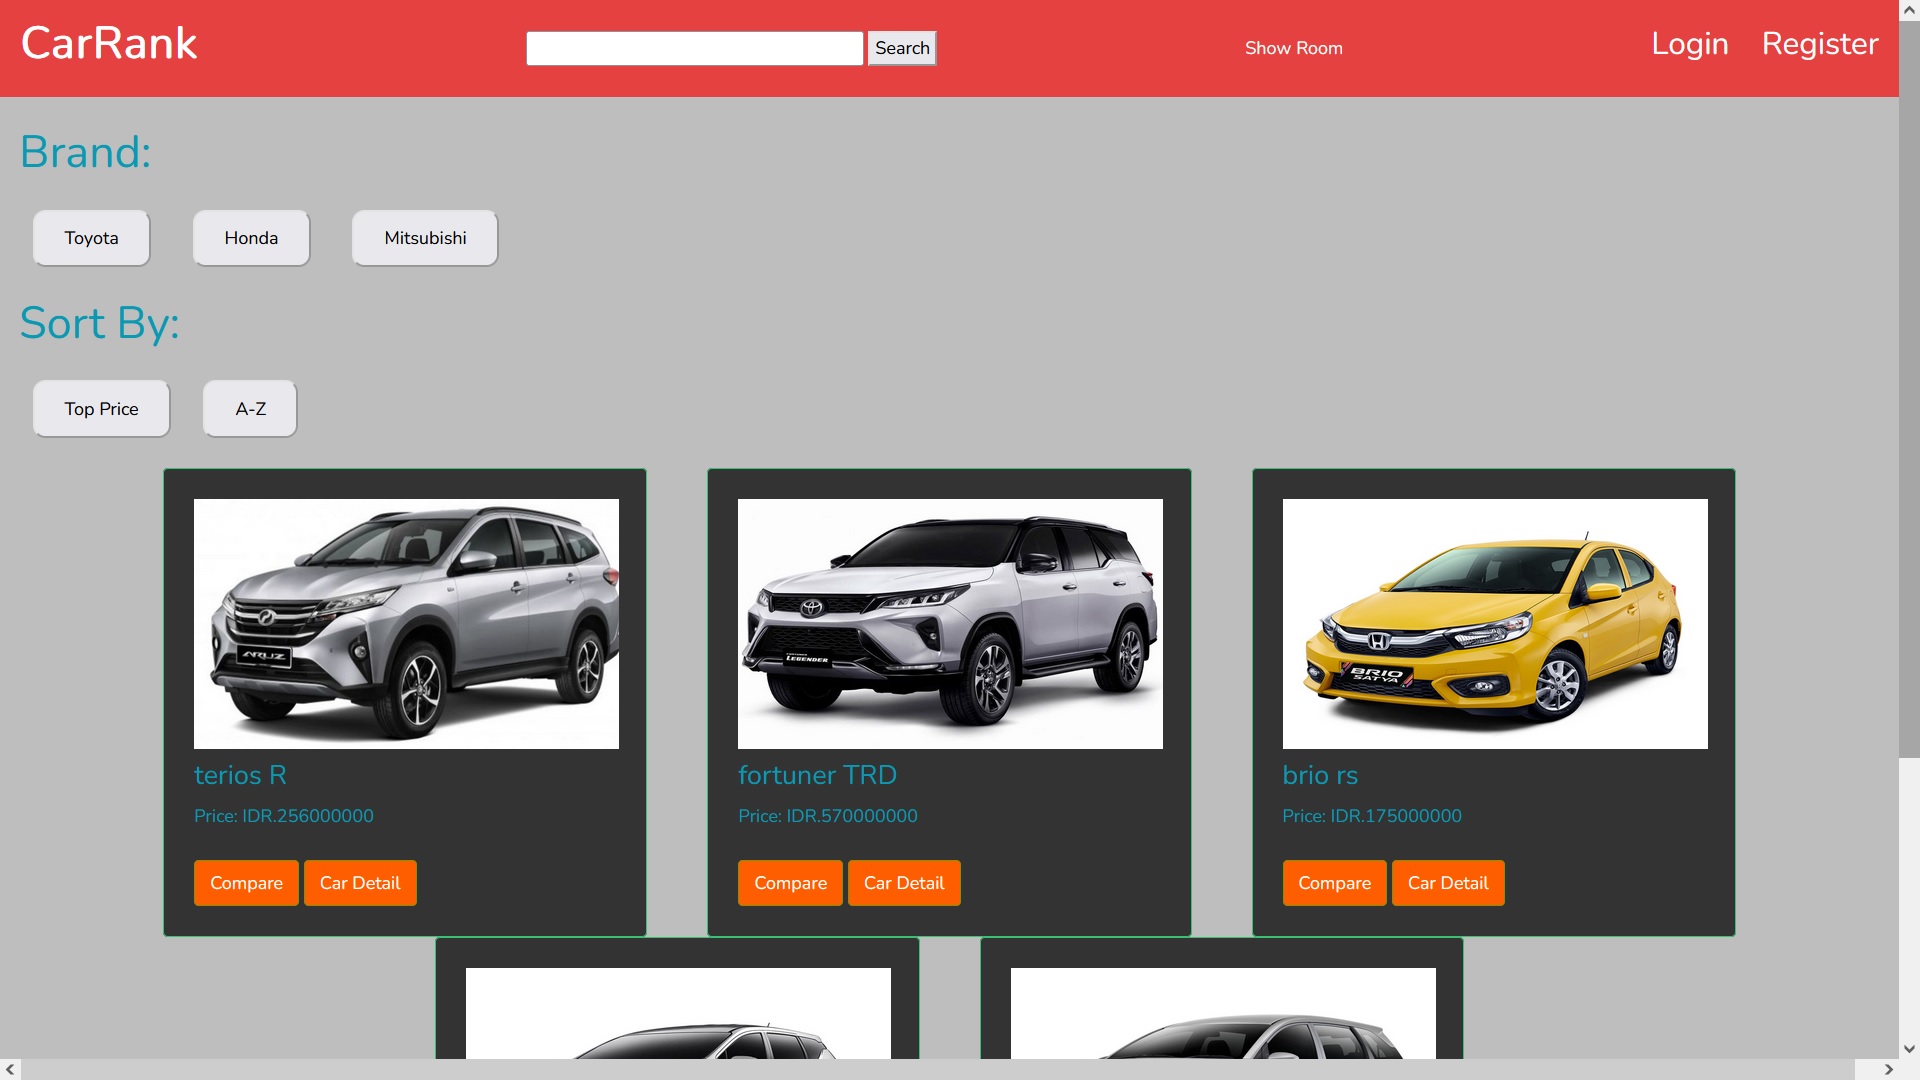 CarRank
Search
Show Room
Login
Register
Brand:
Toyota
Honda
Mitsubishi
Sort By:
Top Price
A-Z
ARUZ
LEGENDER
BRIO
SATYA
terios R
Price: IDR.256000000
Compare
Car Detail
fortuner TRD
Price: IDR.570000000
Compare
Car Detail
brio rs
Price: IDR.175000000
Compare
Car Detail